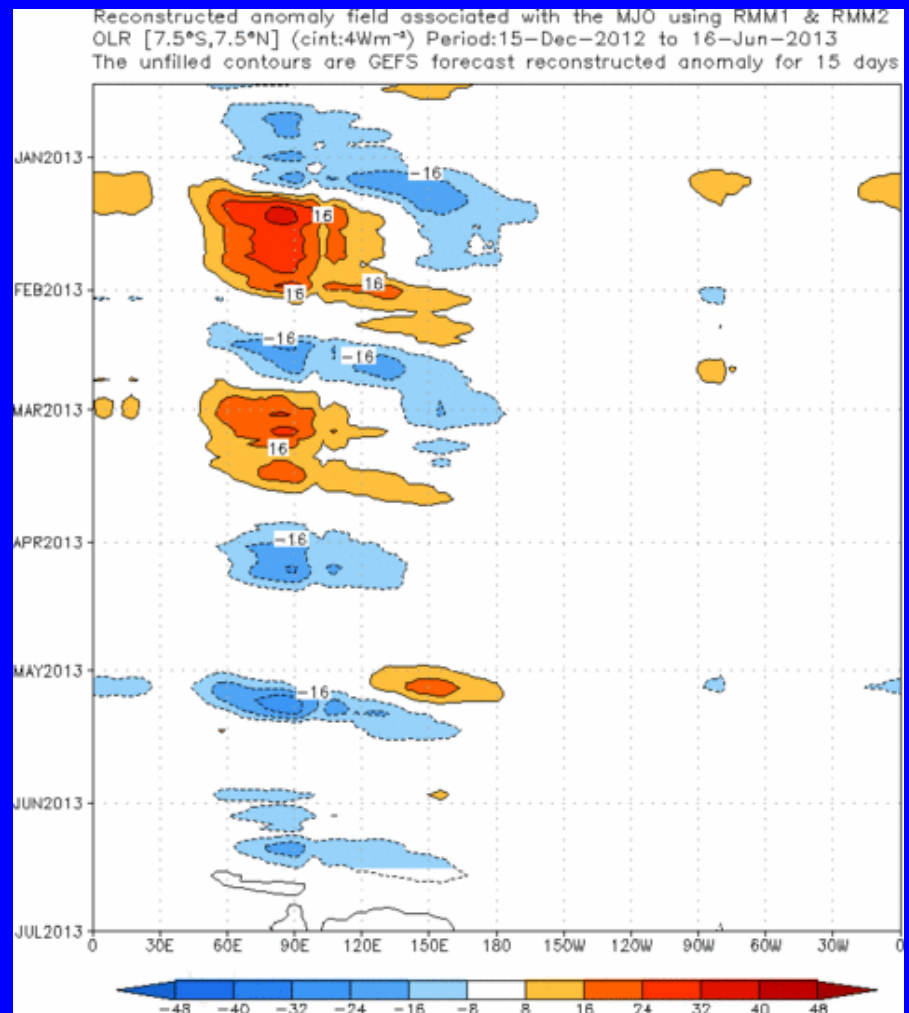 Reconstructed anomaly field associated with the MJO using RMM1 & RMM2
OLR [7.5°S,7.5°N] (cint:4Wm⁻²) Period:15-Dec-2012 to 16-Jun-2013
The unfilled contours are GEFS forecast reconstructed anomaly for 15 days
JAN2013
-16
16
FEB2013
16
16
-16
-16
MAR2013
16
APR2013
-16
MAY2013
-16
JUN2013
JUL2013
0 30E 60E 90E 120E 150E 180 150W 120W 90W 60W 30W 0
-48 -40 -32 -24 -16 -8 8 16 24 32 40 48